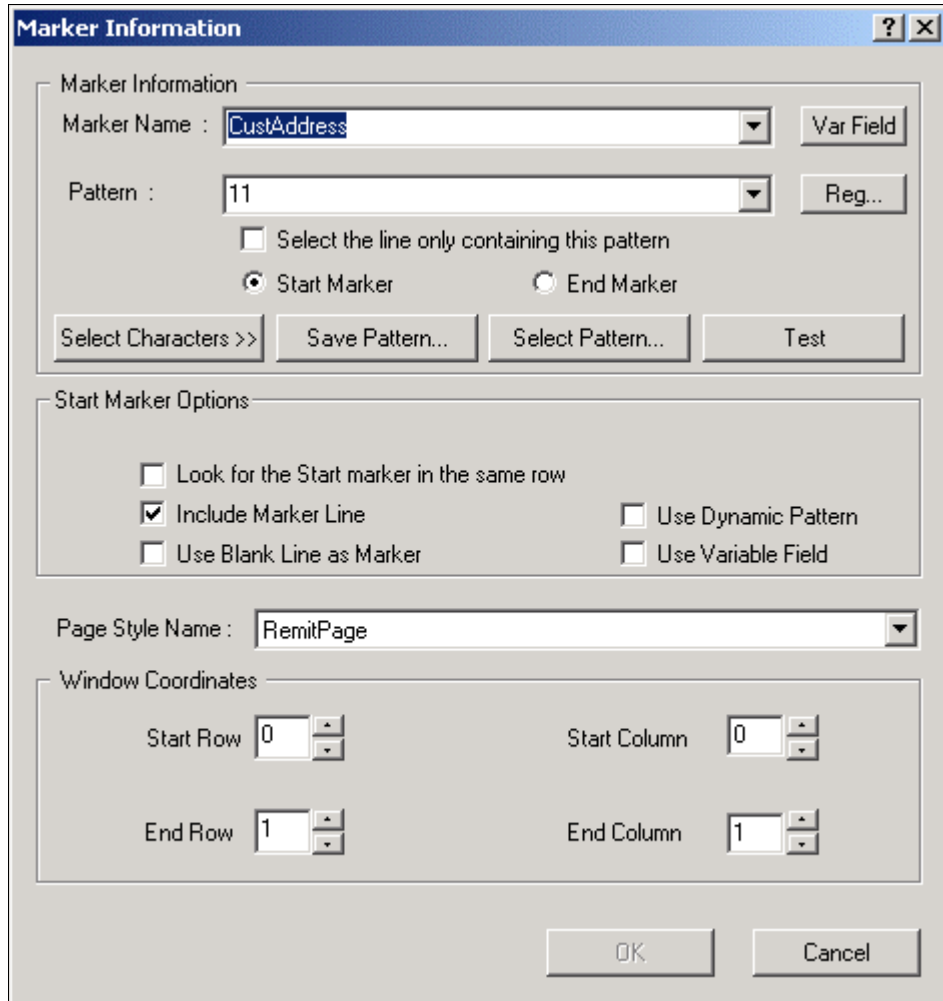 Marker Information
Marker Information
Marker Name : CustAddress Var Field
Pattern : 11 Reg...
Select the line only containing this pattern
Start Marker End Marker
Select Characters >> Save Pattern... Select Pattern... Test
Start Marker Options
Look for the Start marker in the same row
Include Marker Line Use Dynamic Pattern
Use Blank Line as Marker Use Variable Field
Page Style Name : RemitPage
Window Coordinates
Start Row 0 Start Column 0
End Row 1 End Column 1
OK Cancel